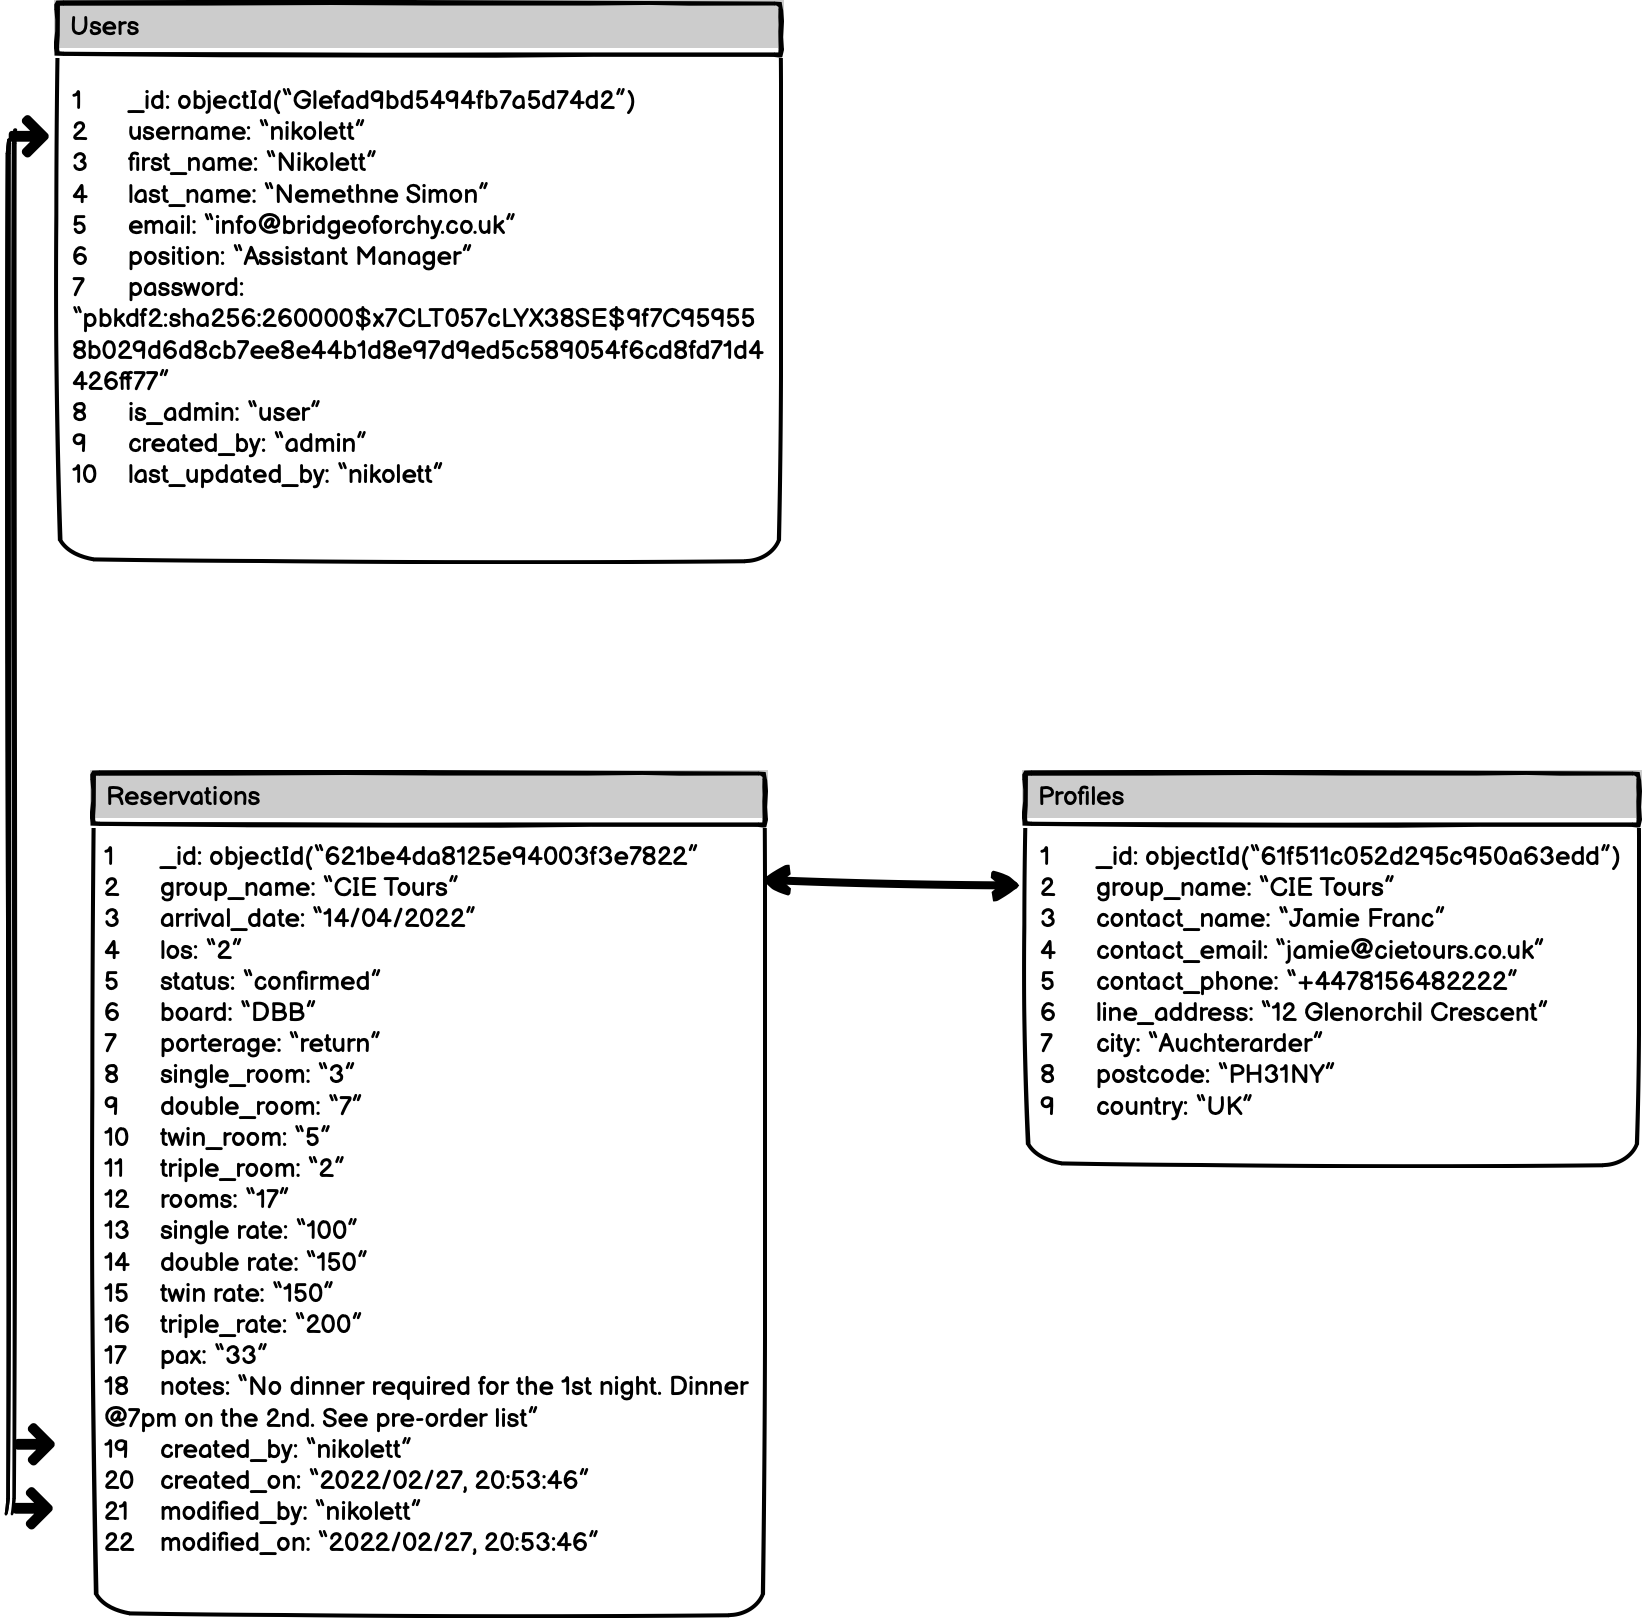 Users
1 _id: objectId(“Glefad9bd5494fb7a5d74d2”)
2 username: “nikolett”
3 first_name: “Nikolett”
4 last_name: “Nemethne Simon”
5 email: “info@bridgeoforchy.co.uk”
6 position: “Assistant Manager”
7 password:
“pbkdf2:sha256:260000$x7CLT057cLYX38SE$9f7C95955
8b029d6d8cb7ee8e44b1d8e97d9ed5c589054f6cd8fd71d4
426ff77”
8 is_admin: “user”
9 created_by: “admin”
10 last_updated_by: “nikolett”
Reservations
1 _id: objectId(“621be4da8125e94003f3e7822”
2 group_name: “CIE Tours”
3 arrival_date: “14/04/2022”
4 los: “2”
5 status: “confirmed”
6 board: “DBB”
7 porterage: “return”
8 single_room: “3”
9 double_room: “7”
10 twin_room: “5”
11 triple_room: “2”
12 rooms: “17”
13 single rate: “100”
14 double rate: “150”
15 twin rate: “150”
16 triple_rate: “200”
17 pax: “33”
18 notes: “No dinner required for the 1st night. Dinner
@7pm on the 2nd. See pre-order list”
19 created_by: “nikolett”
20 created_on: “2022/02/27, 20:53:46”
21 modified_by: “nikolett”
22 modified_on: “2022/02/27, 20:53:46”
Profiles
1 _id: objectId(“61f511c052d295c950a63edd”)
2 group_name: “CIE Tours”
3 contact_name: “Jamie Franc”
4 contact_email: “jamie@cietours.co.uk”
5 contact_phone: “+4478156482222”
6 line_address: “12 Glenorchil Crescent”
7 city: “Auchterarder”
8 postcode: “PH31NY”
9 country: “UK”